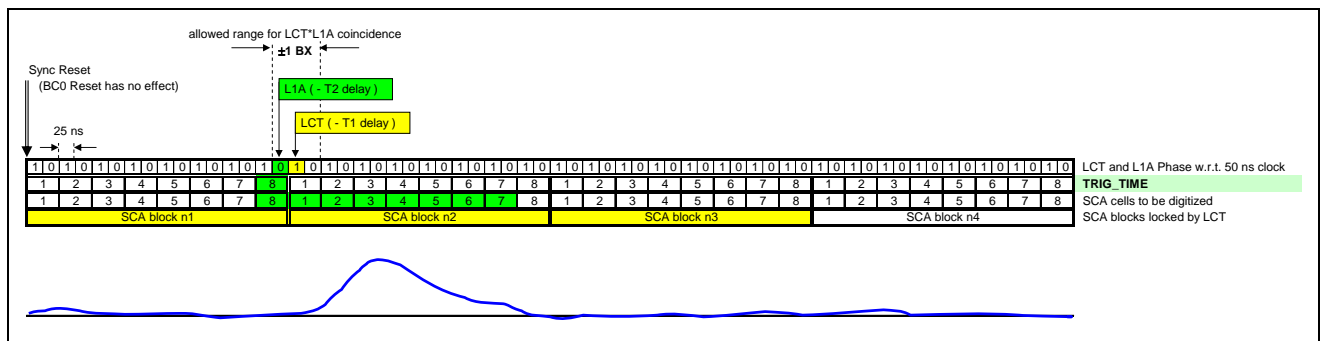 allowed range for LCT*L1A coincidence
±1 BX
Sync Reset
(BC0 Reset has no effect)
L1A ( - T2 delay )
LCT ( - T1 delay )
25 ns
1 0 1 0 1 0 1 0 1 0 1 0 1 0 1 0 1 0 1 0 1 0 1 0 1 0 1 0 1 0 1 0 1 0 1 0 1 0 1 0 1 0 1 0 1 0 1 0 1 0 1 0 1 0 1 0 1 0 1 0 1 0 1 0 LCT and L1A Phase w.r.t. 50 ns clock
1 2 3 4 5 6 7 8 1 2 3 4 5 6 7 8 1 2 3 4 5 6 7 8 1 2 3 4 5 6 7 8 TRIG_TIME
1 2 3 4 5 6 7 8 1 2 3 4 5 6 7 8 1 2 3 4 5 6 7 8 1 2 3 4 5 6 7 8 SCA cells to be digitized
SCA block n1 SCA block n2 SCA block n3 SCA block n4 SCA blocks locked by LCT